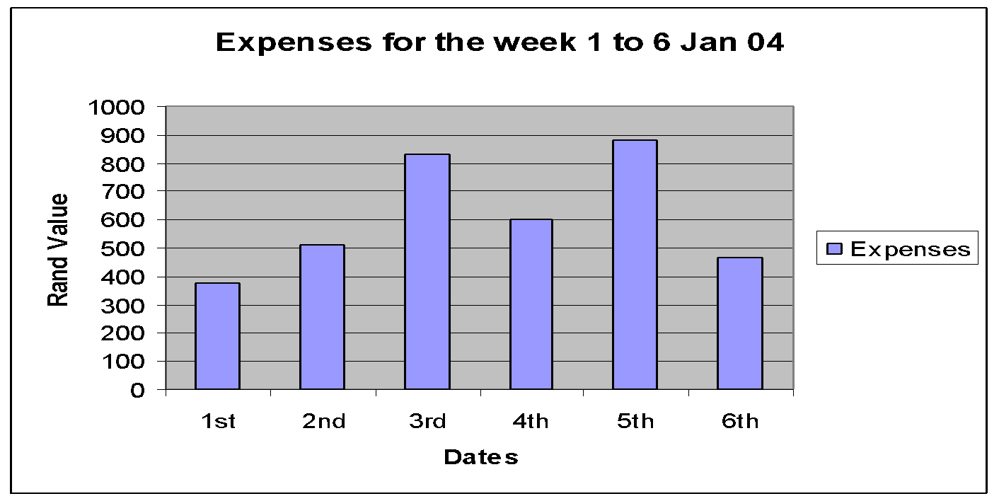 Expenses for the week 1 to 6 Jan 04
1000
900
800
700
600
500
400
300
200
100
0
Rand Value
1st 2nd 3rd 4th 5th 6th
Dates
Expenses